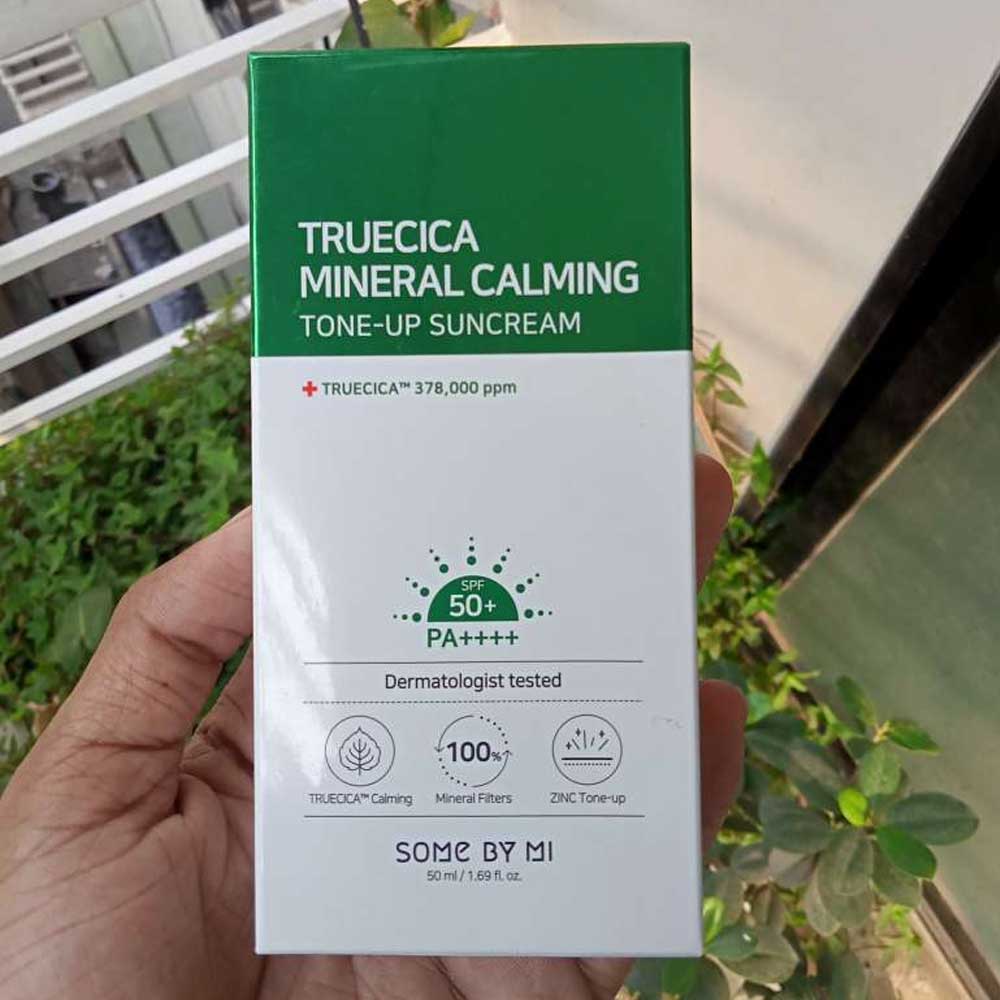 TRUECICA
MINERAL CALMING
TONE-UP SUNCREAM
TRUECICA™ 378,000 ppm
SPF
50+
PA++++
Dermatologist tested
100%
TRUECICA™ Calming
Mineral Filters
ZINC Tone-up
SOME BY MI
50 ml / 1.69 fl. oz.